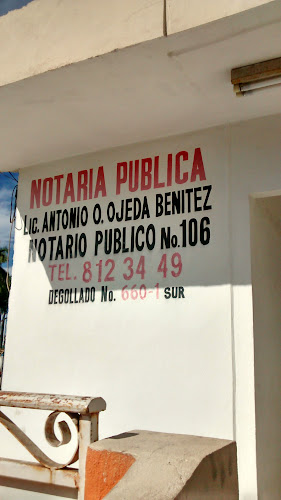 NOTARIA PUBLICA
LIC. ANTONIO O. OJEDA BENITEZ
NOTARIO PUBLICO No. 106
TEL. 812 34 49
DEGOLLADO No. 660-1 SUR